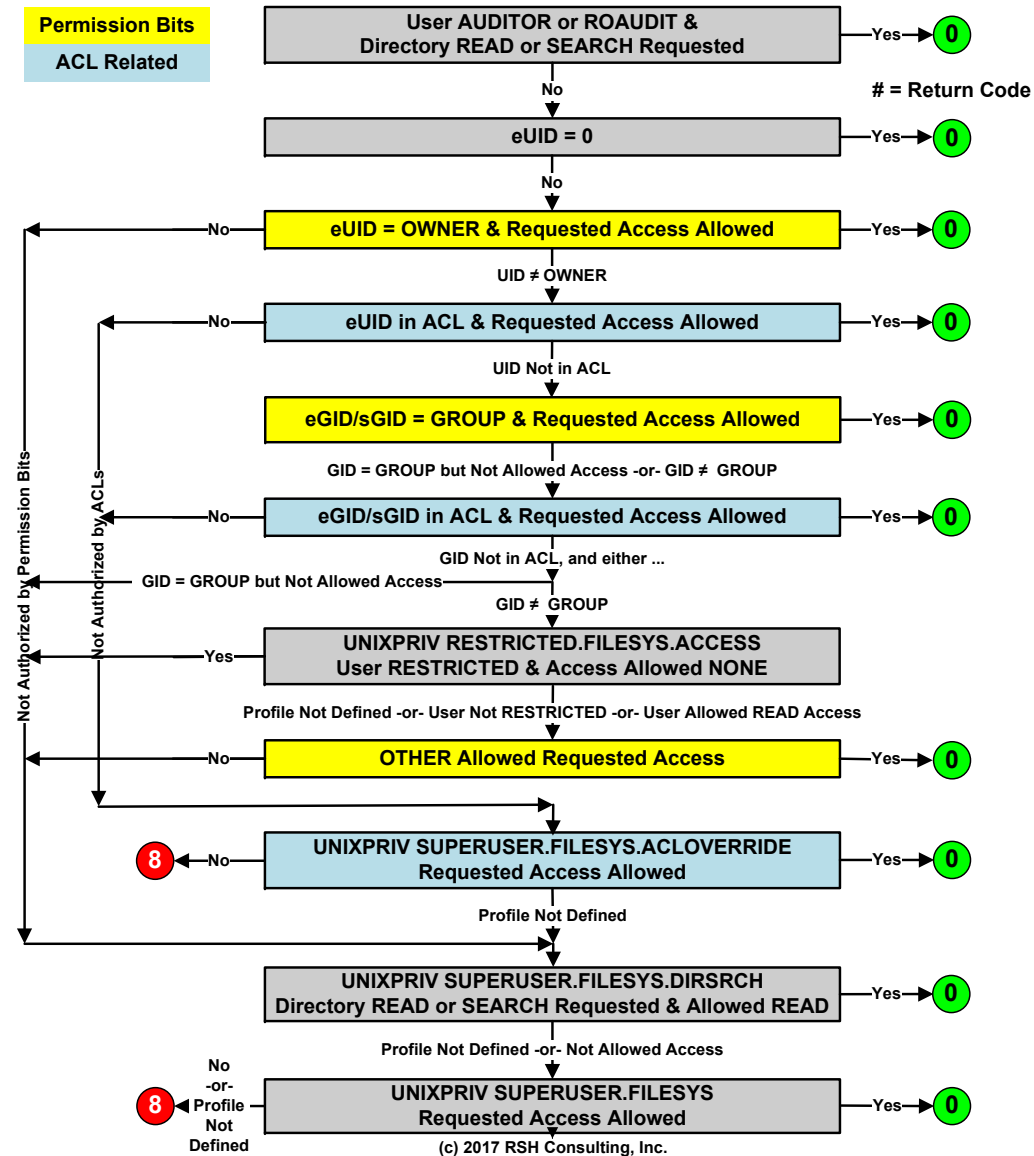 Permission Bits
ACL Related
User AUDITOR or ROAUDIT &
Directory READ or SEARCH Requested
Yes
0
# = Return Code
No
eUID = 0
Yes
0
No
No
eUID = OWNER & Requested Access Allowed
Yes
0
UID ≠ OWNER
No
eUID in ACL & Requested Access Allowed
Yes
0
UID Not in ACL
eGID/sGID = GROUP & Requested Access Allowed
Yes
0
GID = GROUP but Not Allowed Access -or- GID ≠ GROUP
No
eGID/sGID in ACL & Requested Access Allowed
Yes
0
GID Not in ACL, and either ...
GID = GROUP but Not Allowed Access
GID ≠ GROUP
Not Authorized by Permission Bits
Not Authorized by ACLs
Yes
UNIXPRIV RESTRICTED.FILESYS.ACCESS
User RESTRICTED & Access Allowed NONE
Profile Not Defined -or- User Not RESTRICTED -or- User Allowed READ Access
No
OTHER Allowed Requested Access
Yes
0
8
No
UNIXPRIV SUPERUSER.FILESYS.ACLOVERRIDE
Requested Access Allowed
Yes
0
Profile Not Defined
UNIXPRIV SUPERUSER.FILESYS.DIRSRCH
Directory READ or SEARCH Requested & Allowed READ
Yes
0
Profile Not Defined -or- Not Allowed Access
8
No
-or-
Profile
Not
Defined
UNIXPRIV SUPERUSER.FILESYS
Requested Access Allowed
Yes
0
(c) 2017 RSH Consulting, Inc.